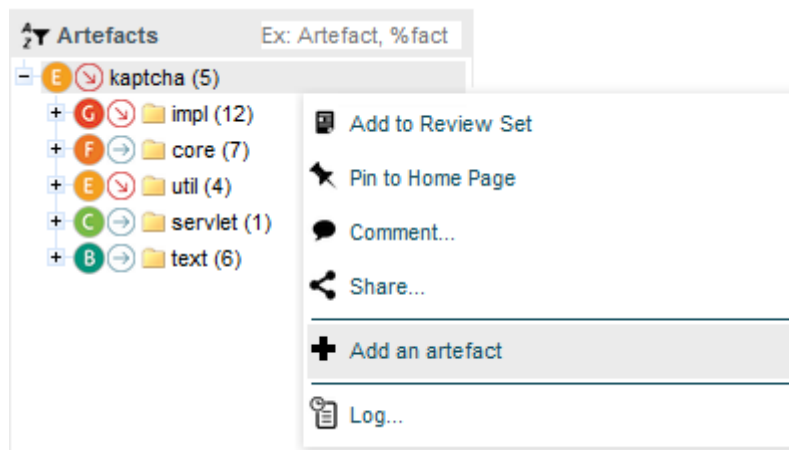 A Z Artefacts Ex: Artefact, %fact
E kaptcha (5)
G impl (12)
F core (7)
E util (4)
C servlet (1)
B text (6)
Add to Review Set
Pin to Home Page
Comment...
Share...
Add an artefact
Log...